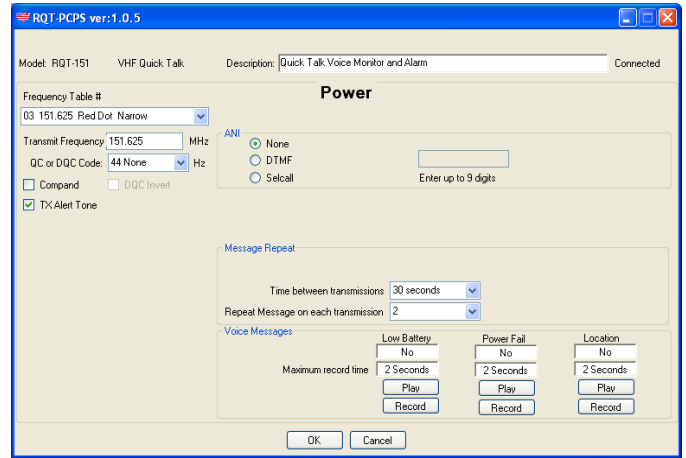 RQT-PCPS ver:1.0.5
Model: RQT-151 VHF Quick Talk Description: Quick Talk Voice Monitor and Alarm Connected
Power
Frequency Table #
03 151.625 Red Dot Narrow
Transmit Frequency 151.625 MHz
QC or DQC Code: 44 None Hz
Compand DQC Invert
TX Alert Tone
ANI
None
DTMF
Selcall Enter up to 9 digits
Message Repeat
Time between transmissions 30 seconds
Repeat Message on each transmission 2
Voice Messages
Low Battery Power Fail Location
No No No
Maximum record time 2 Seconds 2 Seconds 2 Seconds
Play Play Play
Record Record Record
OK Cancel